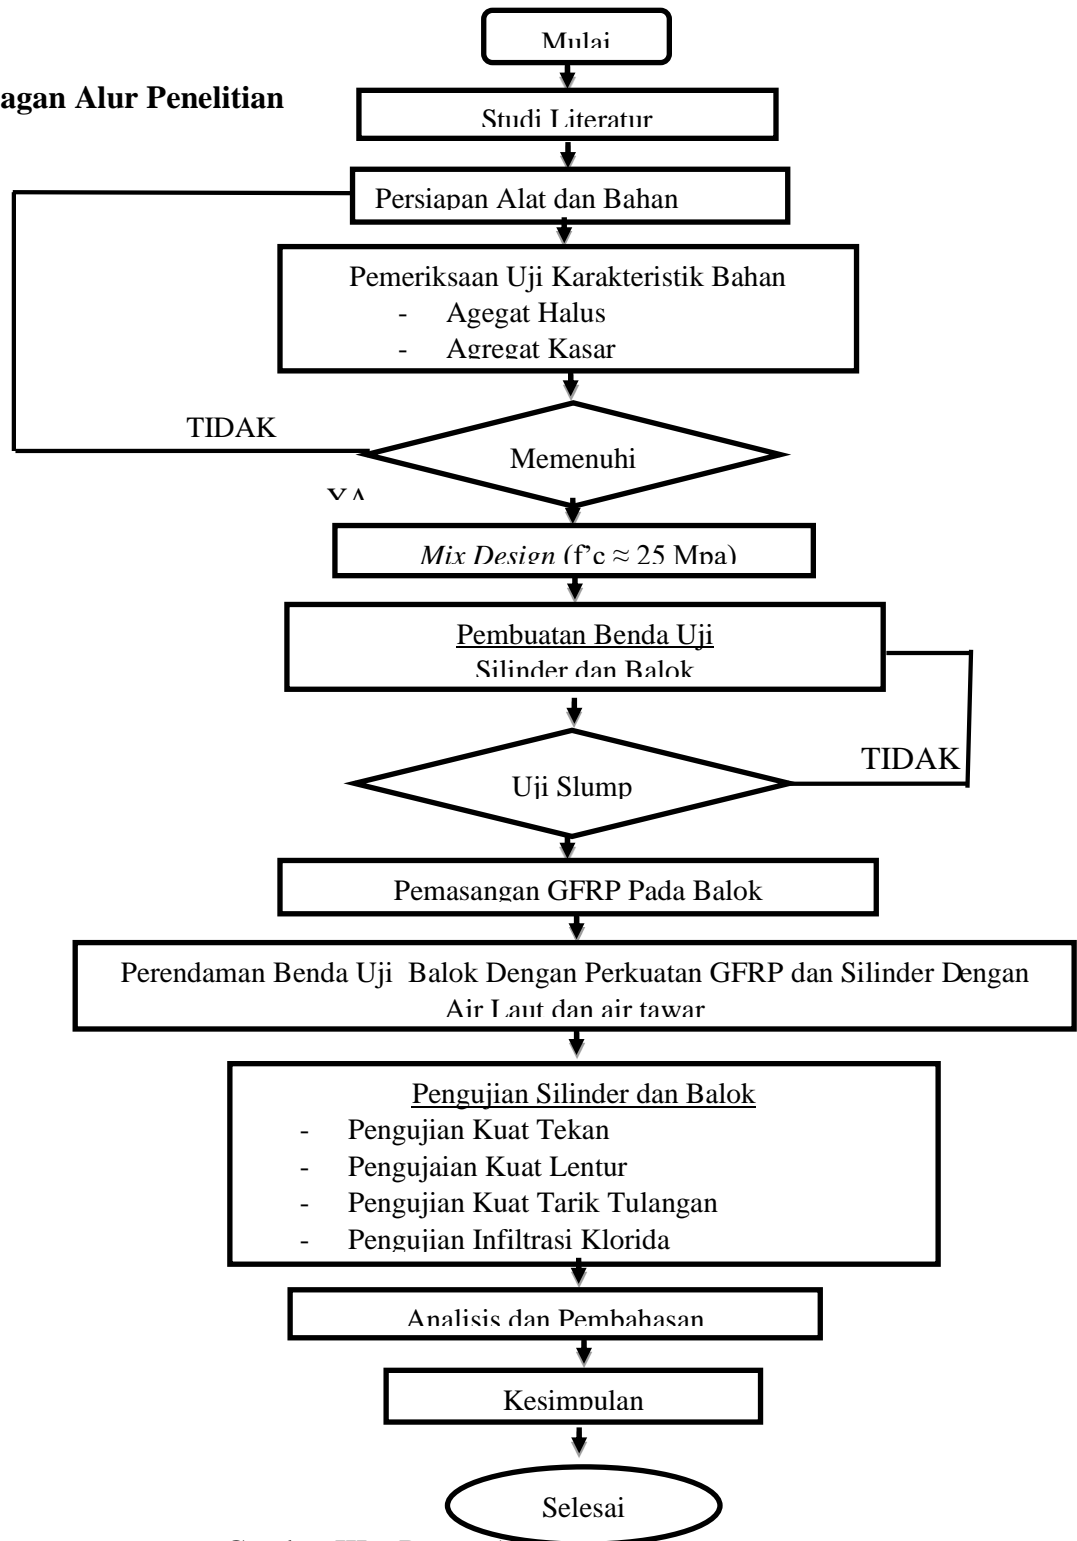 Mulai
agan Alur Penelitian
Studi Literatur
Persiapan Alat dan Bahan
Pemeriksaan Uji Karakteristik Bahan
- Agegat Halus
- Agregat Kasar
TIDAK
Memenuhi
YA
Mix Design (f’c ≈ 25 Mpa)
Pembuatan Benda Uji
Silinder dan Balok
TIDAK
Uji Slump
Pemasangan GFRP Pada Balok
Perendaman Benda Uji Balok Dengan Perkuatan GFRP dan Silinder Dengan
Air Laut dan air tawar
Pengujian Silinder dan Balok
- Pengujian Kuat Tekan
- Pengujaian Kuat Lentur
- Pengujian Kuat Tarik Tulangan
- Pengujian Infiltrasi Klorida
Analisis dan Pembahasan
Kesimpulan
Selesai